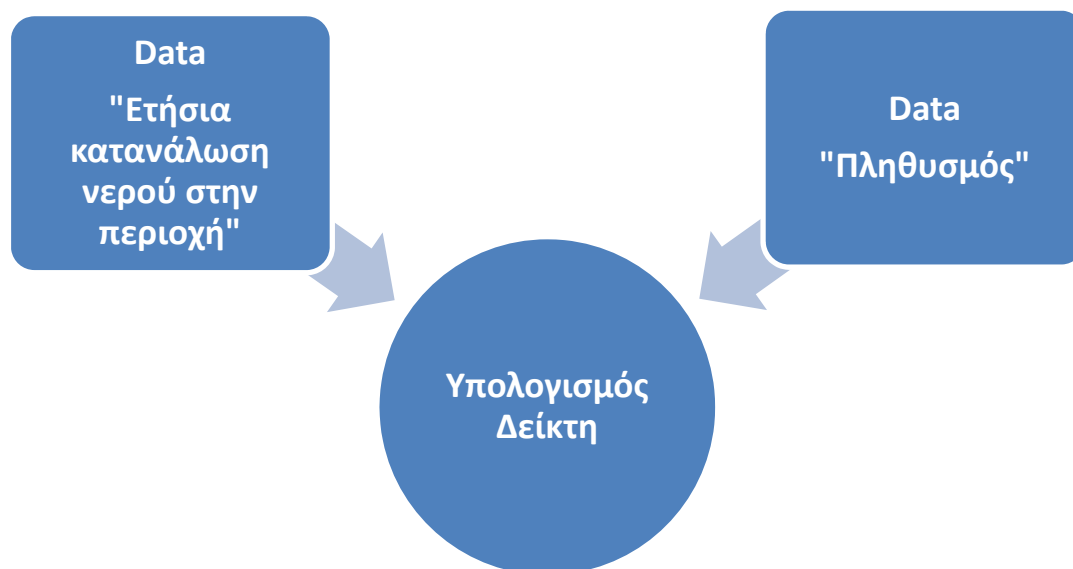 Data
"Ετήσια
κατανάλωση
νερού στην
περιοχή"
Data
"Πληθυσμός"
Υπολογισμός
Δείκτη